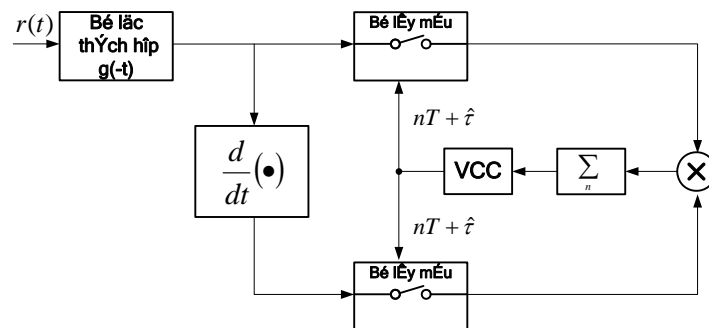 r(t)
Bé läc
thÝch hîp
g(-t)
Bé lÊy mÉu
nT + τ̂
d/dt (•)
VCC
∑
n
×
nT + τ̂
Bé lÊy mÉu